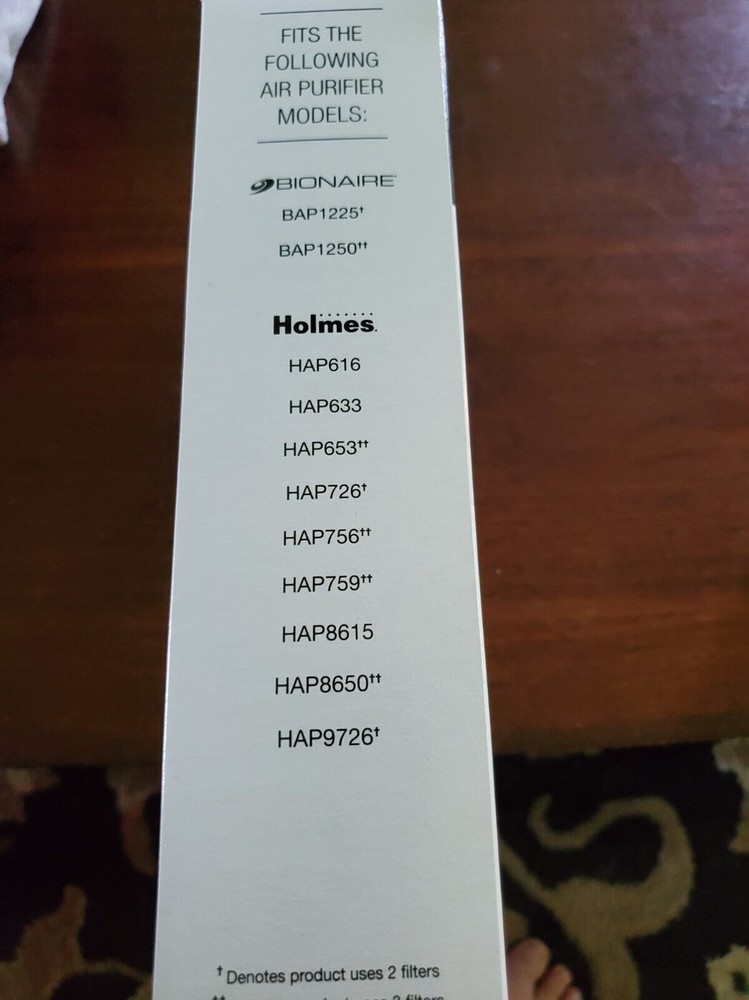 FITS THE
FOLLOWING
AIR PURIFIER
MODELS:
BIONAIRE
BAP1225†
BAP1250††
Holmes.
HAP616
HAP633
HAP653††
HAP726†
HAP756††
HAP759††
HAP8615
HAP8650††
HAP9726†
† Denotes product uses 2 filters